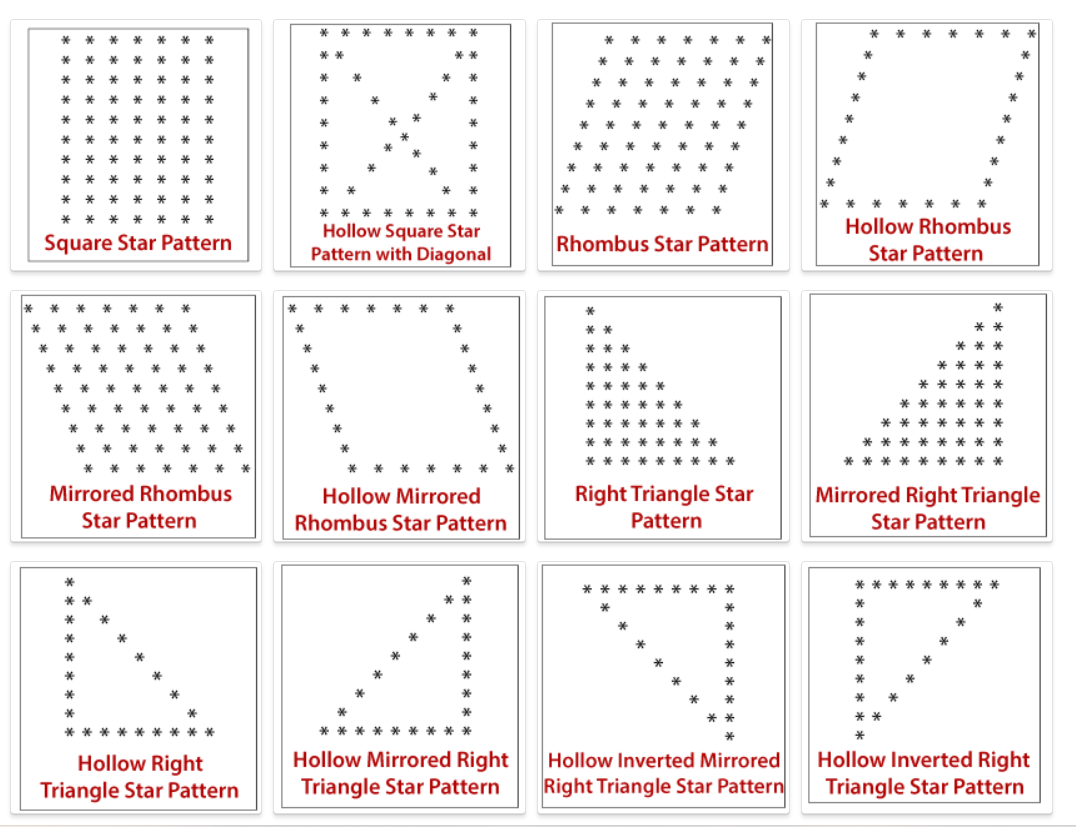 Square Star Pattern
Hollow Square Star
Pattern with Diagonal
Rhombus Star Pattern
Hollow Rhombus
Star Pattern
Mirrored Rhombus
Star Pattern
Hollow Mirrored
Rhombus Star Pattern
Right Triangle Star
Pattern
Mirrored Right Triangle
Star Pattern
Hollow Right
Triangle Star Pattern
Hollow Mirrored Right
Triangle Star Pattern
Hollow Inverted Mirrored
Right Triangle Star Pattern
Hollow Inverted Right
Triangle Star Pattern